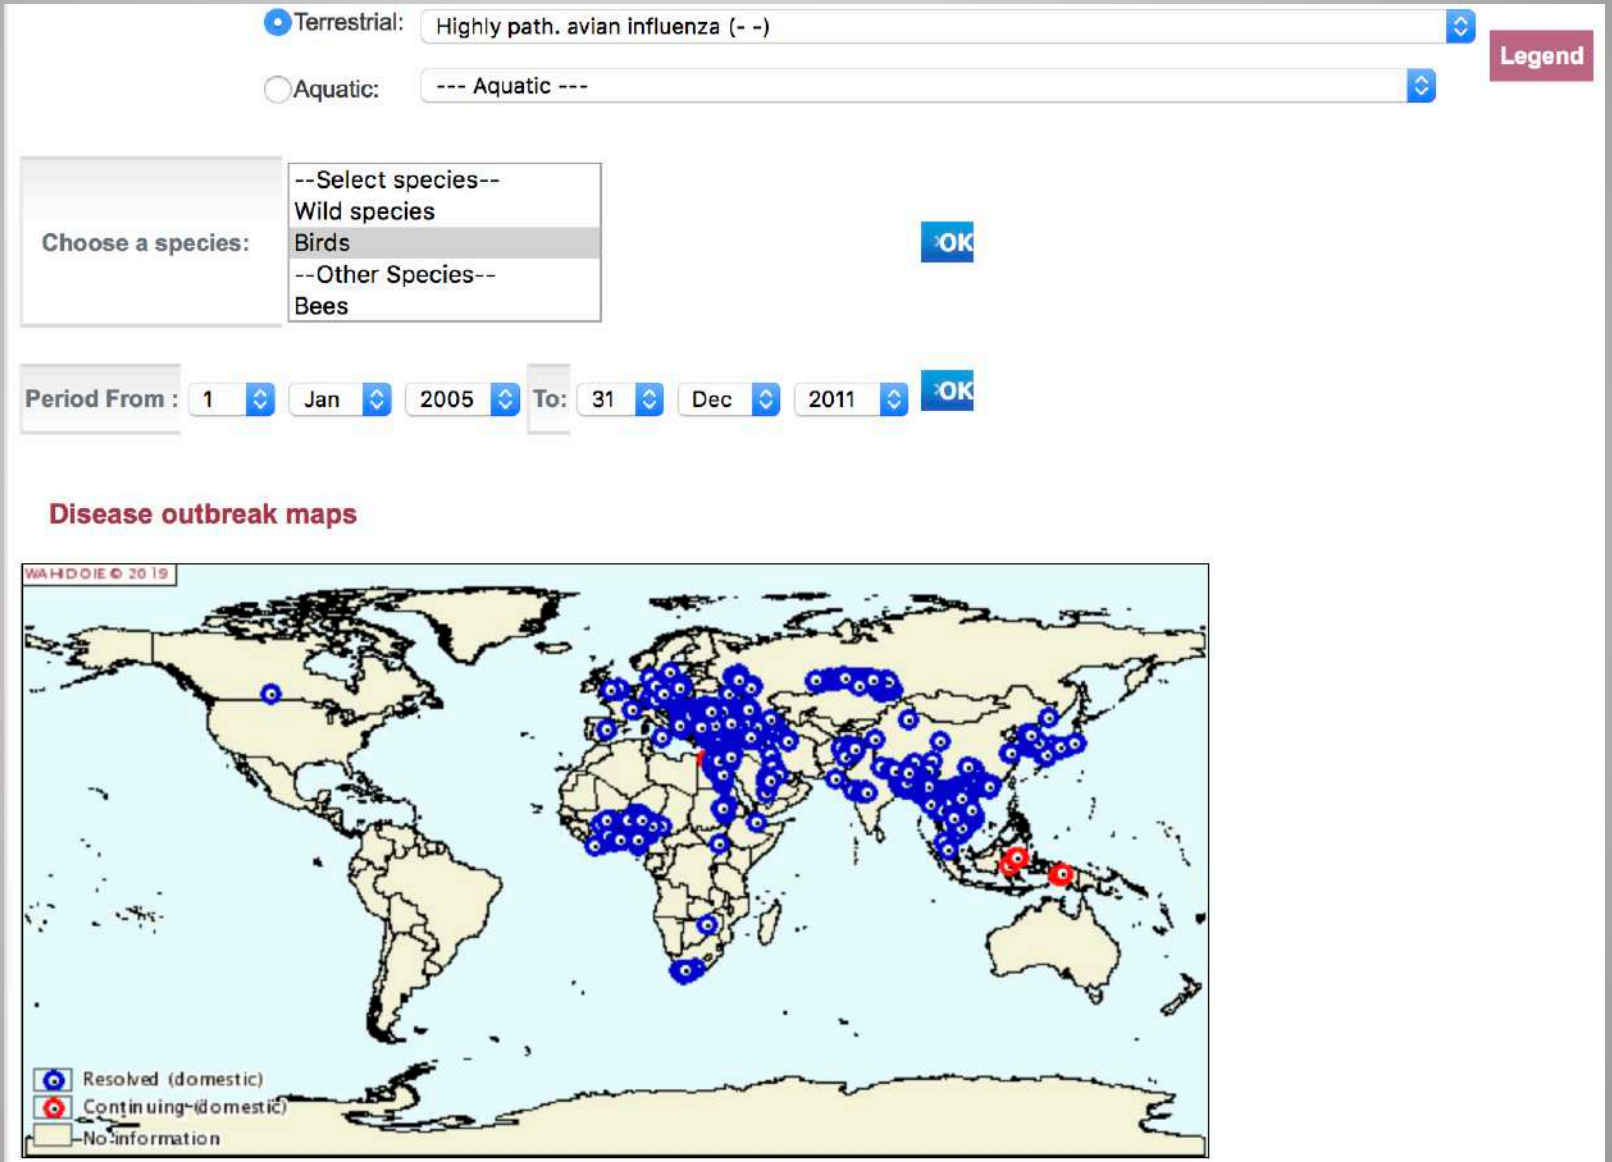 Terrestrial: Highly path. avian influenza (- -)
Legend
Aquatic: --- Aquatic ---
--Select species--
Wild species
Choose a species: Birds OK
--Other Species--
Bees
Period From : 1 Jan 2005 To: 31 Dec 2011 OK
Disease outbreak maps
WAHDOIE © 2019
Resolved (domestic)
Continuing (domestic)
No information